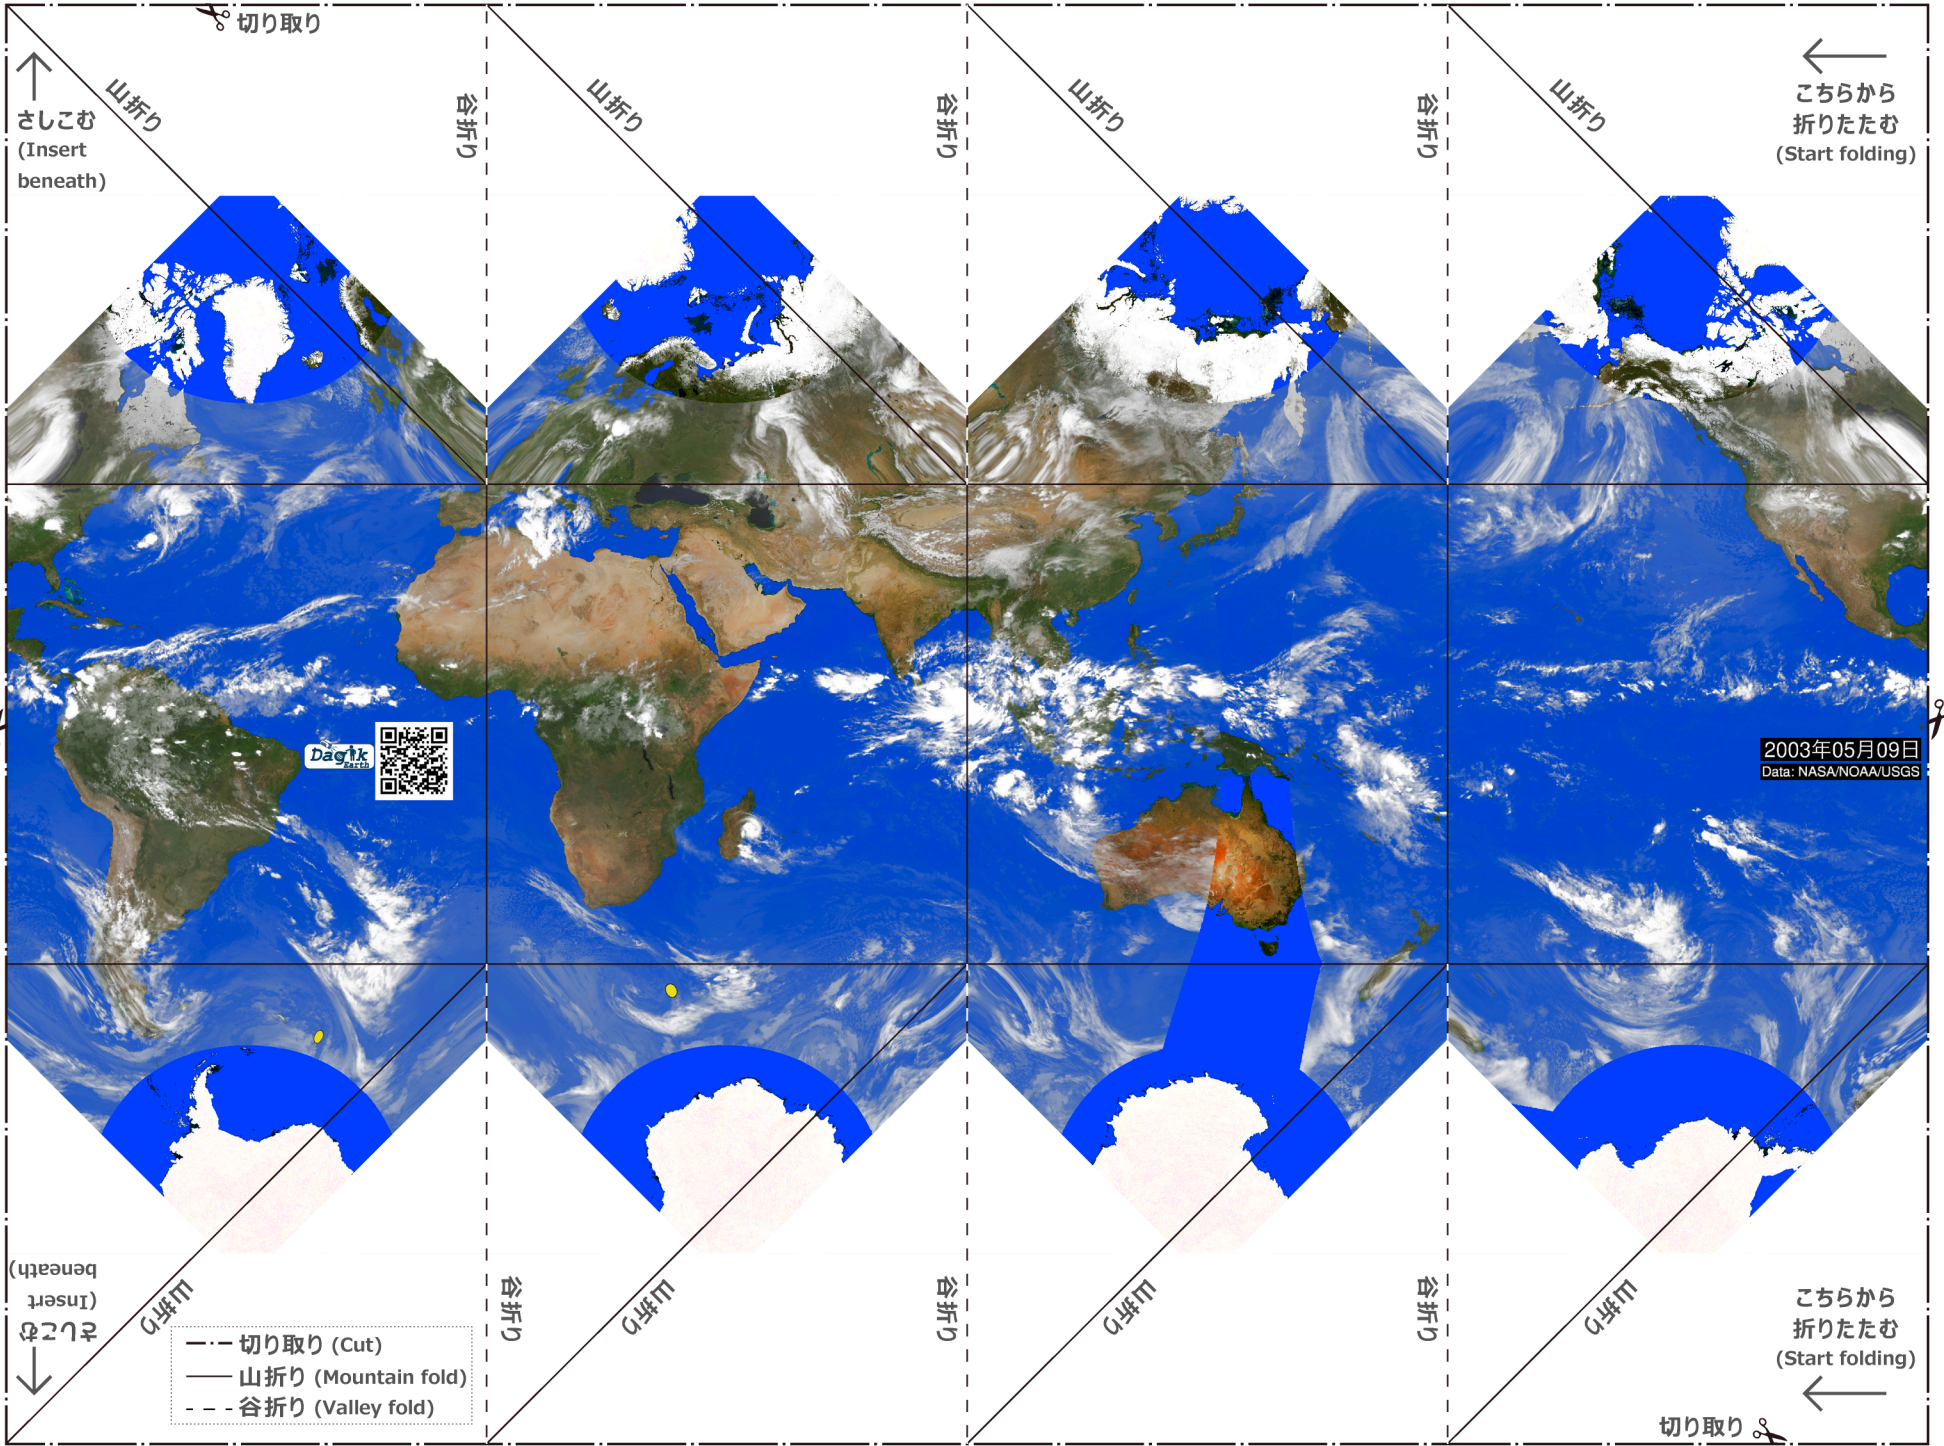 切り取り
さしこむ
(Insert
beneath)
山折り
谷折り
山折り
谷折り
山折り
谷折り
山折り
こちらから
折りたたむ
(Start folding)
Dagik
Earth
2003年05月09日
Data: NASA/NOAA/USGS
さしこむ
(Insert
beneath)
山折り
谷折り
山折り
谷折り
山折り
谷折り
山折り
こちらから
折りたたむ
(Start folding)
切り取り (Cut)
山折り (Mountain fold)
谷折り (Valley fold)
切り取り